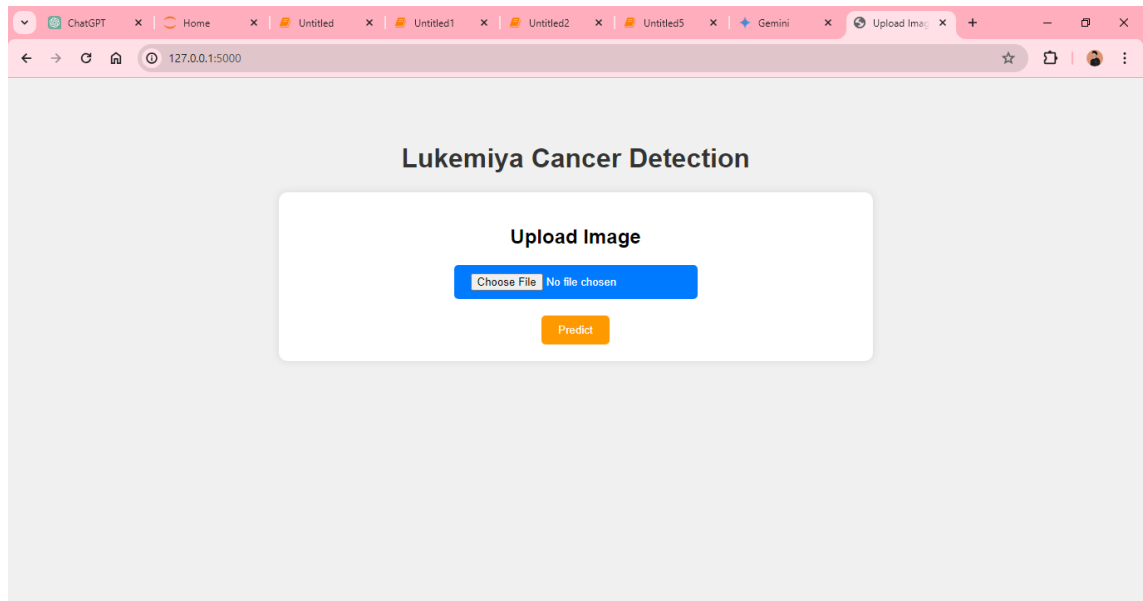 ChatGPT Home Untitled Untitled1 Untitled2 Untitled5 Gemini Upload Imag
127.0.0.1:5000
Lukemiya Cancer Detection
Upload Image
Choose File No file chosen
Predict